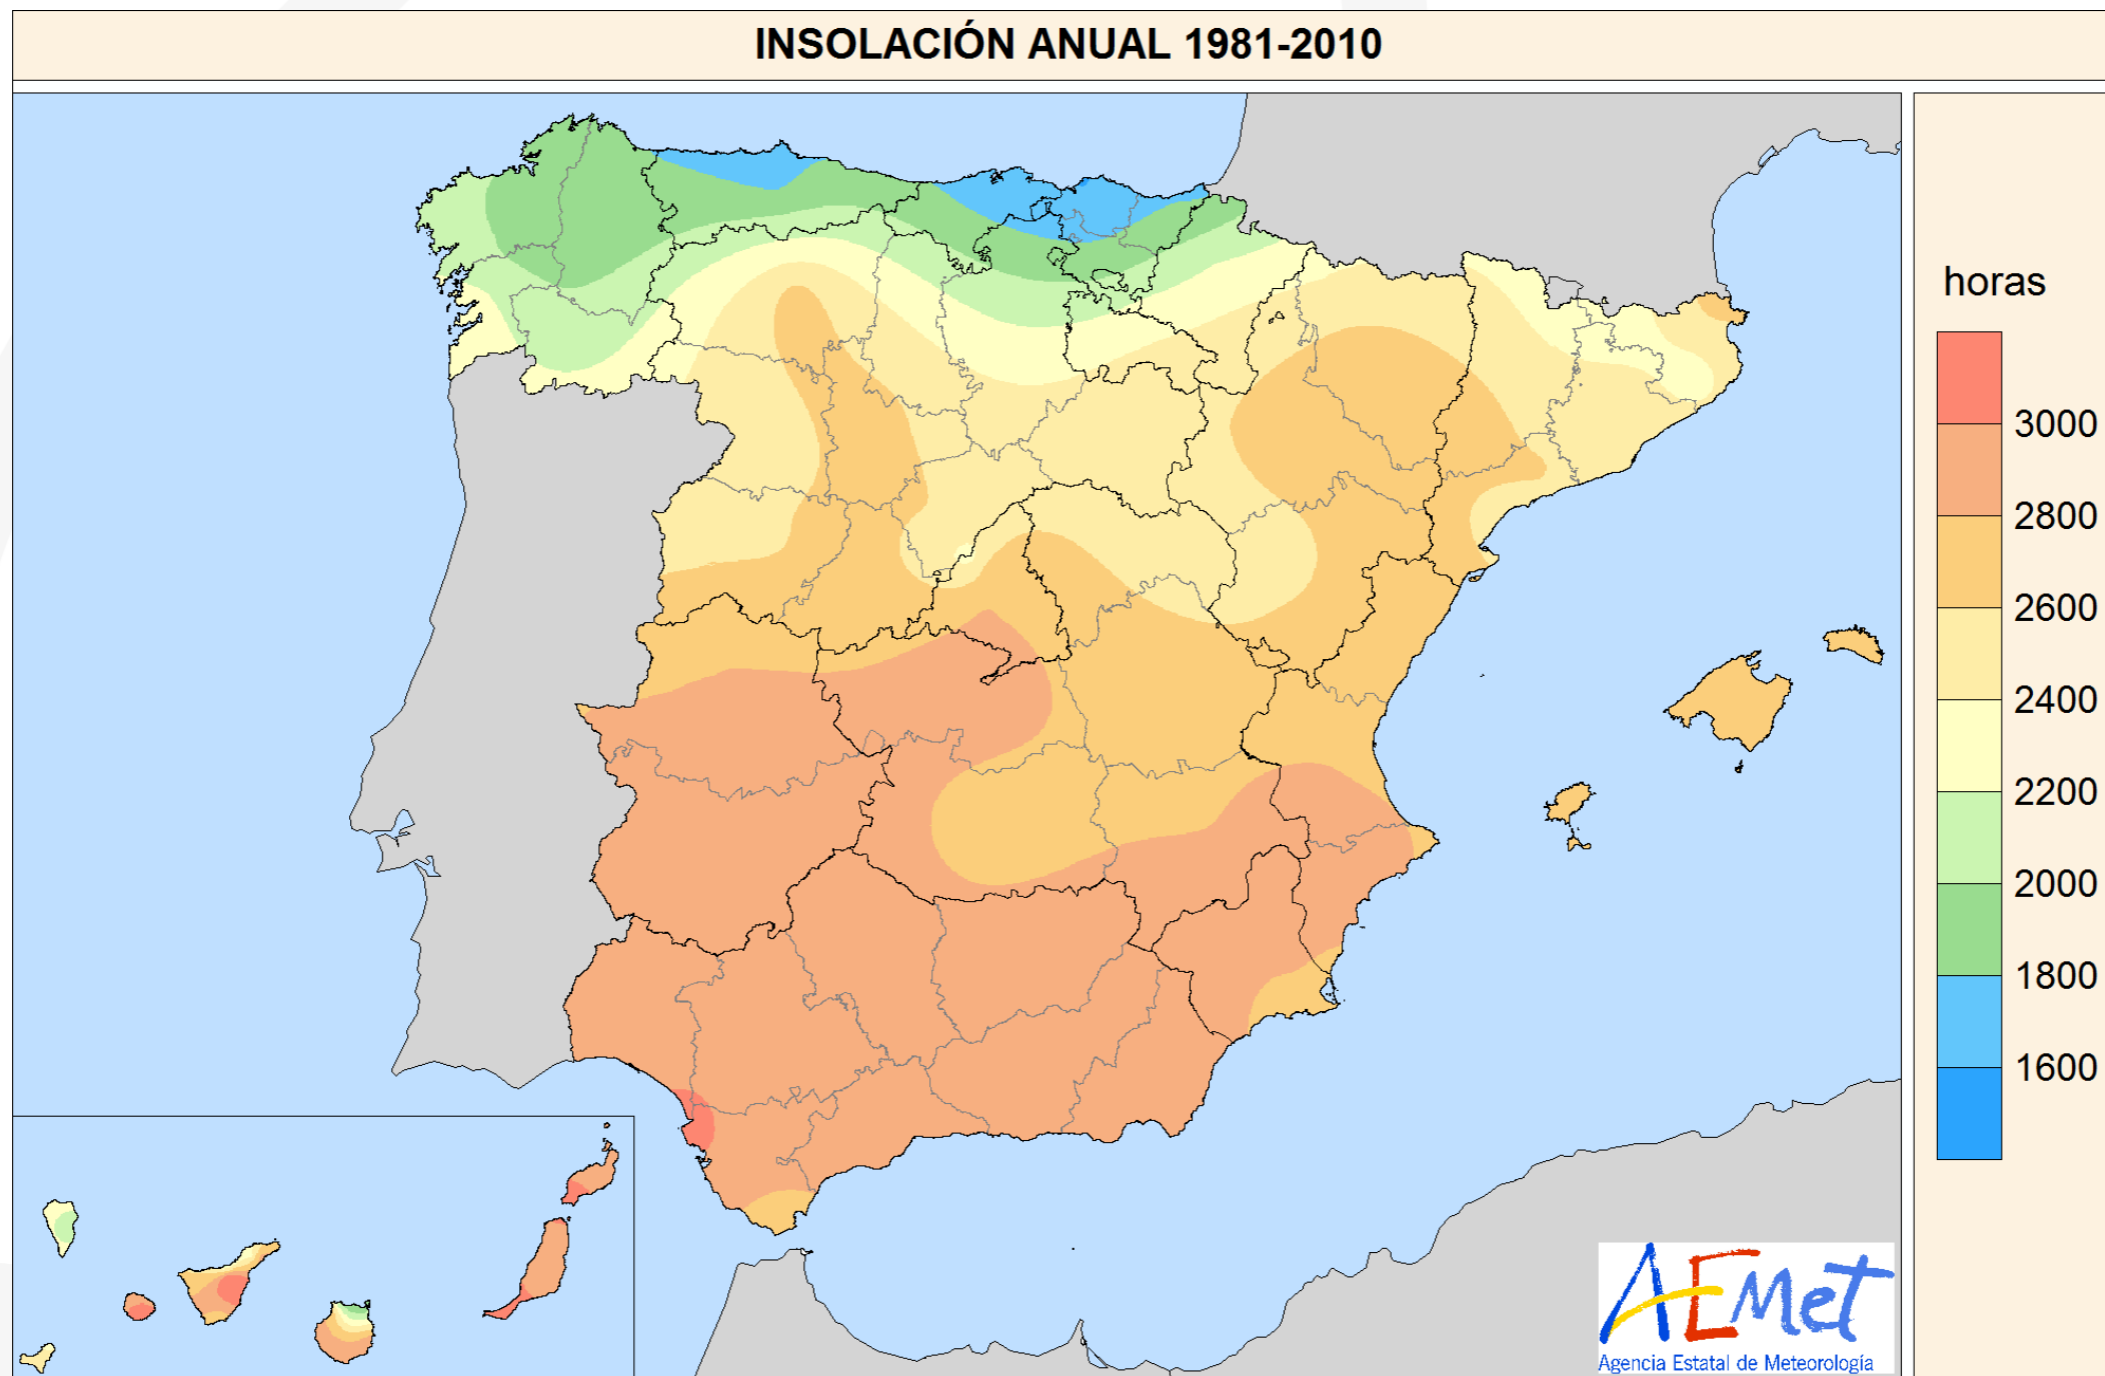 INSOLACIÓN ANUAL 1981-2010
horas
3000
2800
2600
2400
2200
2000
1800
1600
AEMet
Agencia Estatal de Meteorología